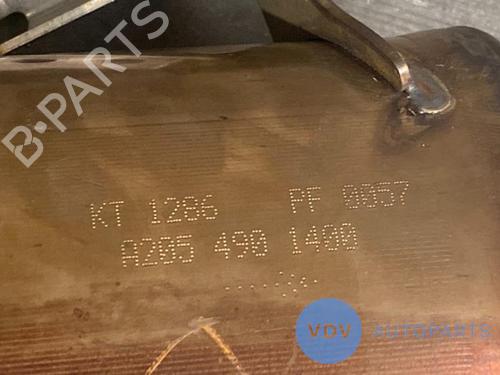 B-PARTS
KT 1286 PF 0057
A205 490 1400
VDV AUTOPARTS